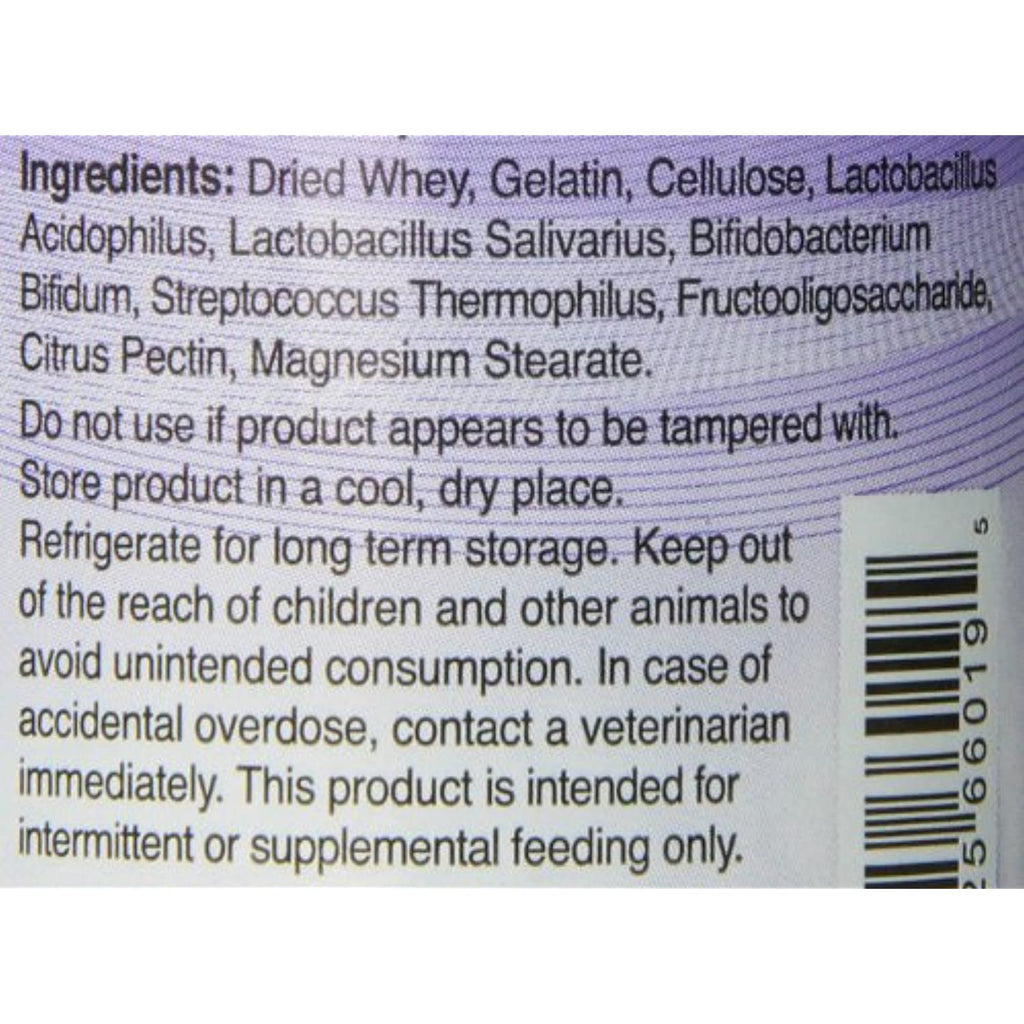 Ingredients: Dried Whey, Gelatin, Cellulose, Lactobacillus
Acidophilus, Lactobacillus Salivarius, Bifidobacterium
Bifidum, Streptococcus Thermophilus, Fructooligosaccharide,
Citrus Pectin, Magnesium Stearate.
Do not use if product appears to be tampered with.
Store product in a cool, dry place.
Refrigerate for long term storage. Keep out
of the reach of children and other animals to
avoid unintended consumption. In case of
accidental overdose, contact a veterinarian
immediately. This product is intended for
intermittent or supplemental feeding only.
566019 5